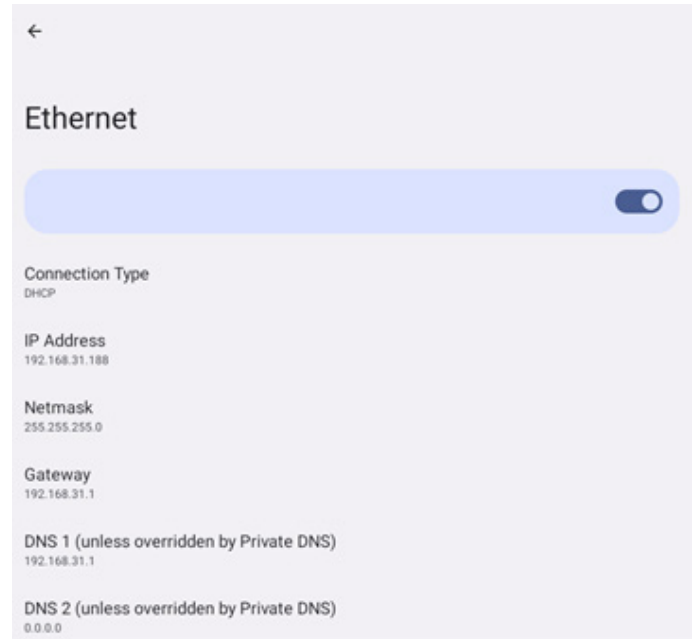 Ethernet
Connection Type
DHCP
IP Address
192.168.31.188
Netmask
255.255.255.0
Gateway
192.168.31.1
DNS 1 (unless overridden by Private DNS)
192.168.31.1
DNS 2 (unless overridden by Private DNS)
0.0.0.0